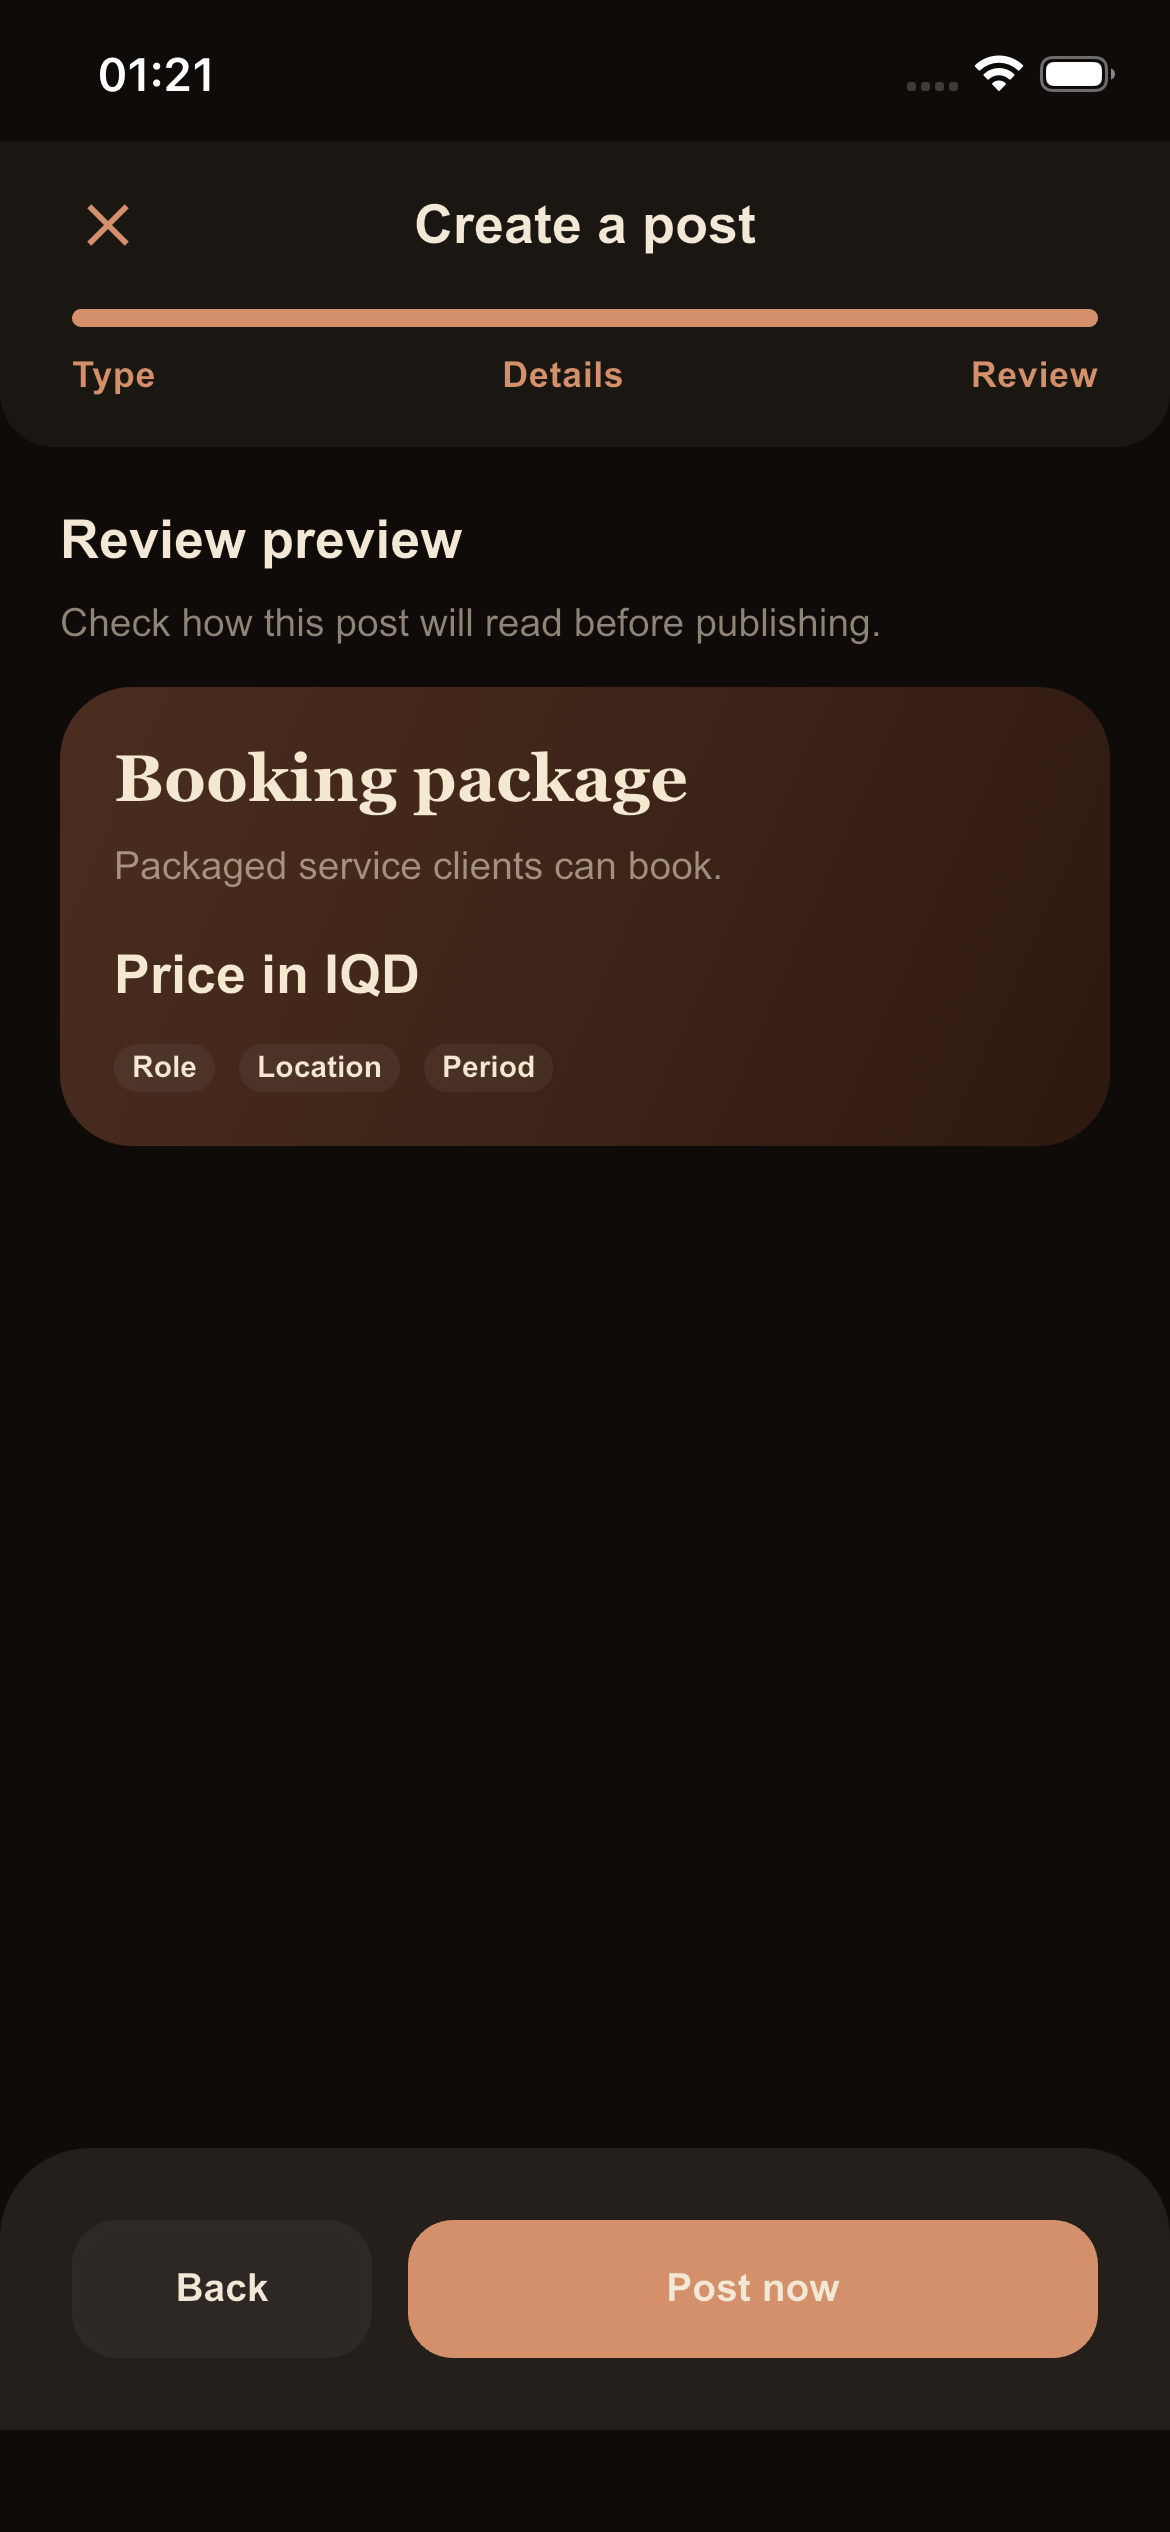 01:21
Create a post
Type Details Review
Review preview
Check how this post will read before publishing.
Booking package
Packaged service clients can book.
Price in IQD
Role Location Period
Back Post now